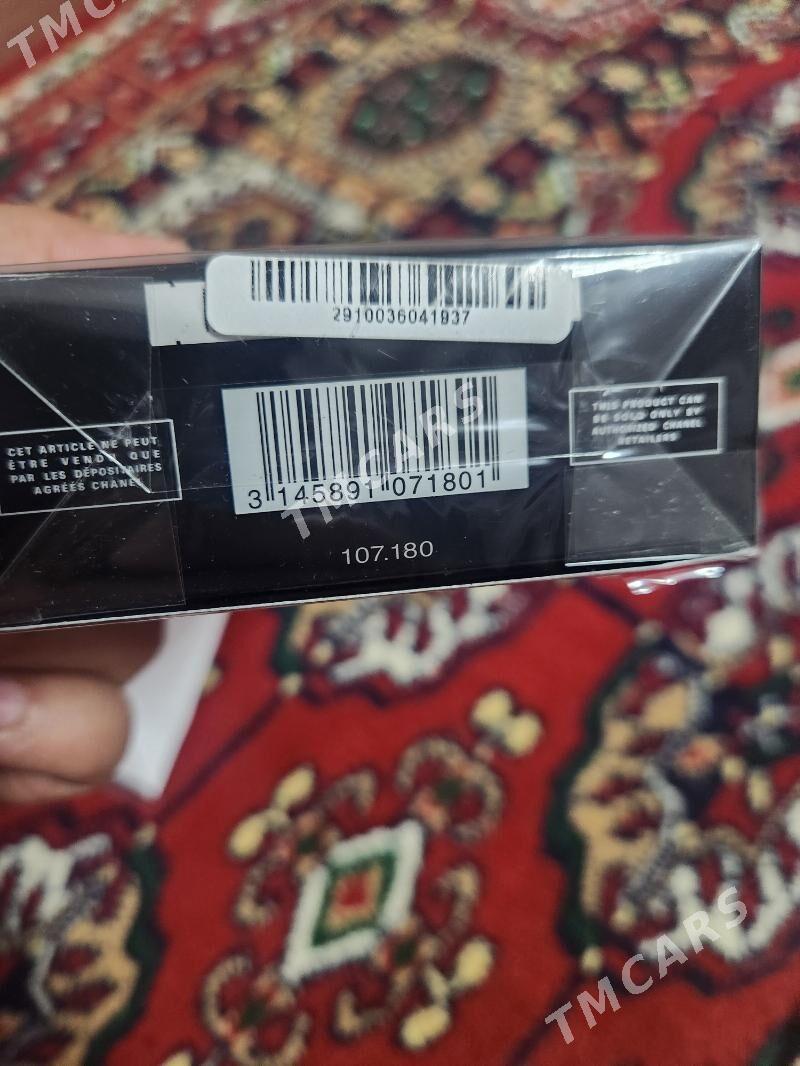 TMCARS
2910036041937
CET ARTICLE NE PEUT
ÊTRE VENDU QUE
PAR LES DÉPOSITAIRES
AGRÉÉS CHANEL
THIS PRODUCT CAN
BE SOLD ONLY BY
AUTHORIZED CHANEL
RETAILERS
TMCARS
3 145891 071801
107.180
TMCARS